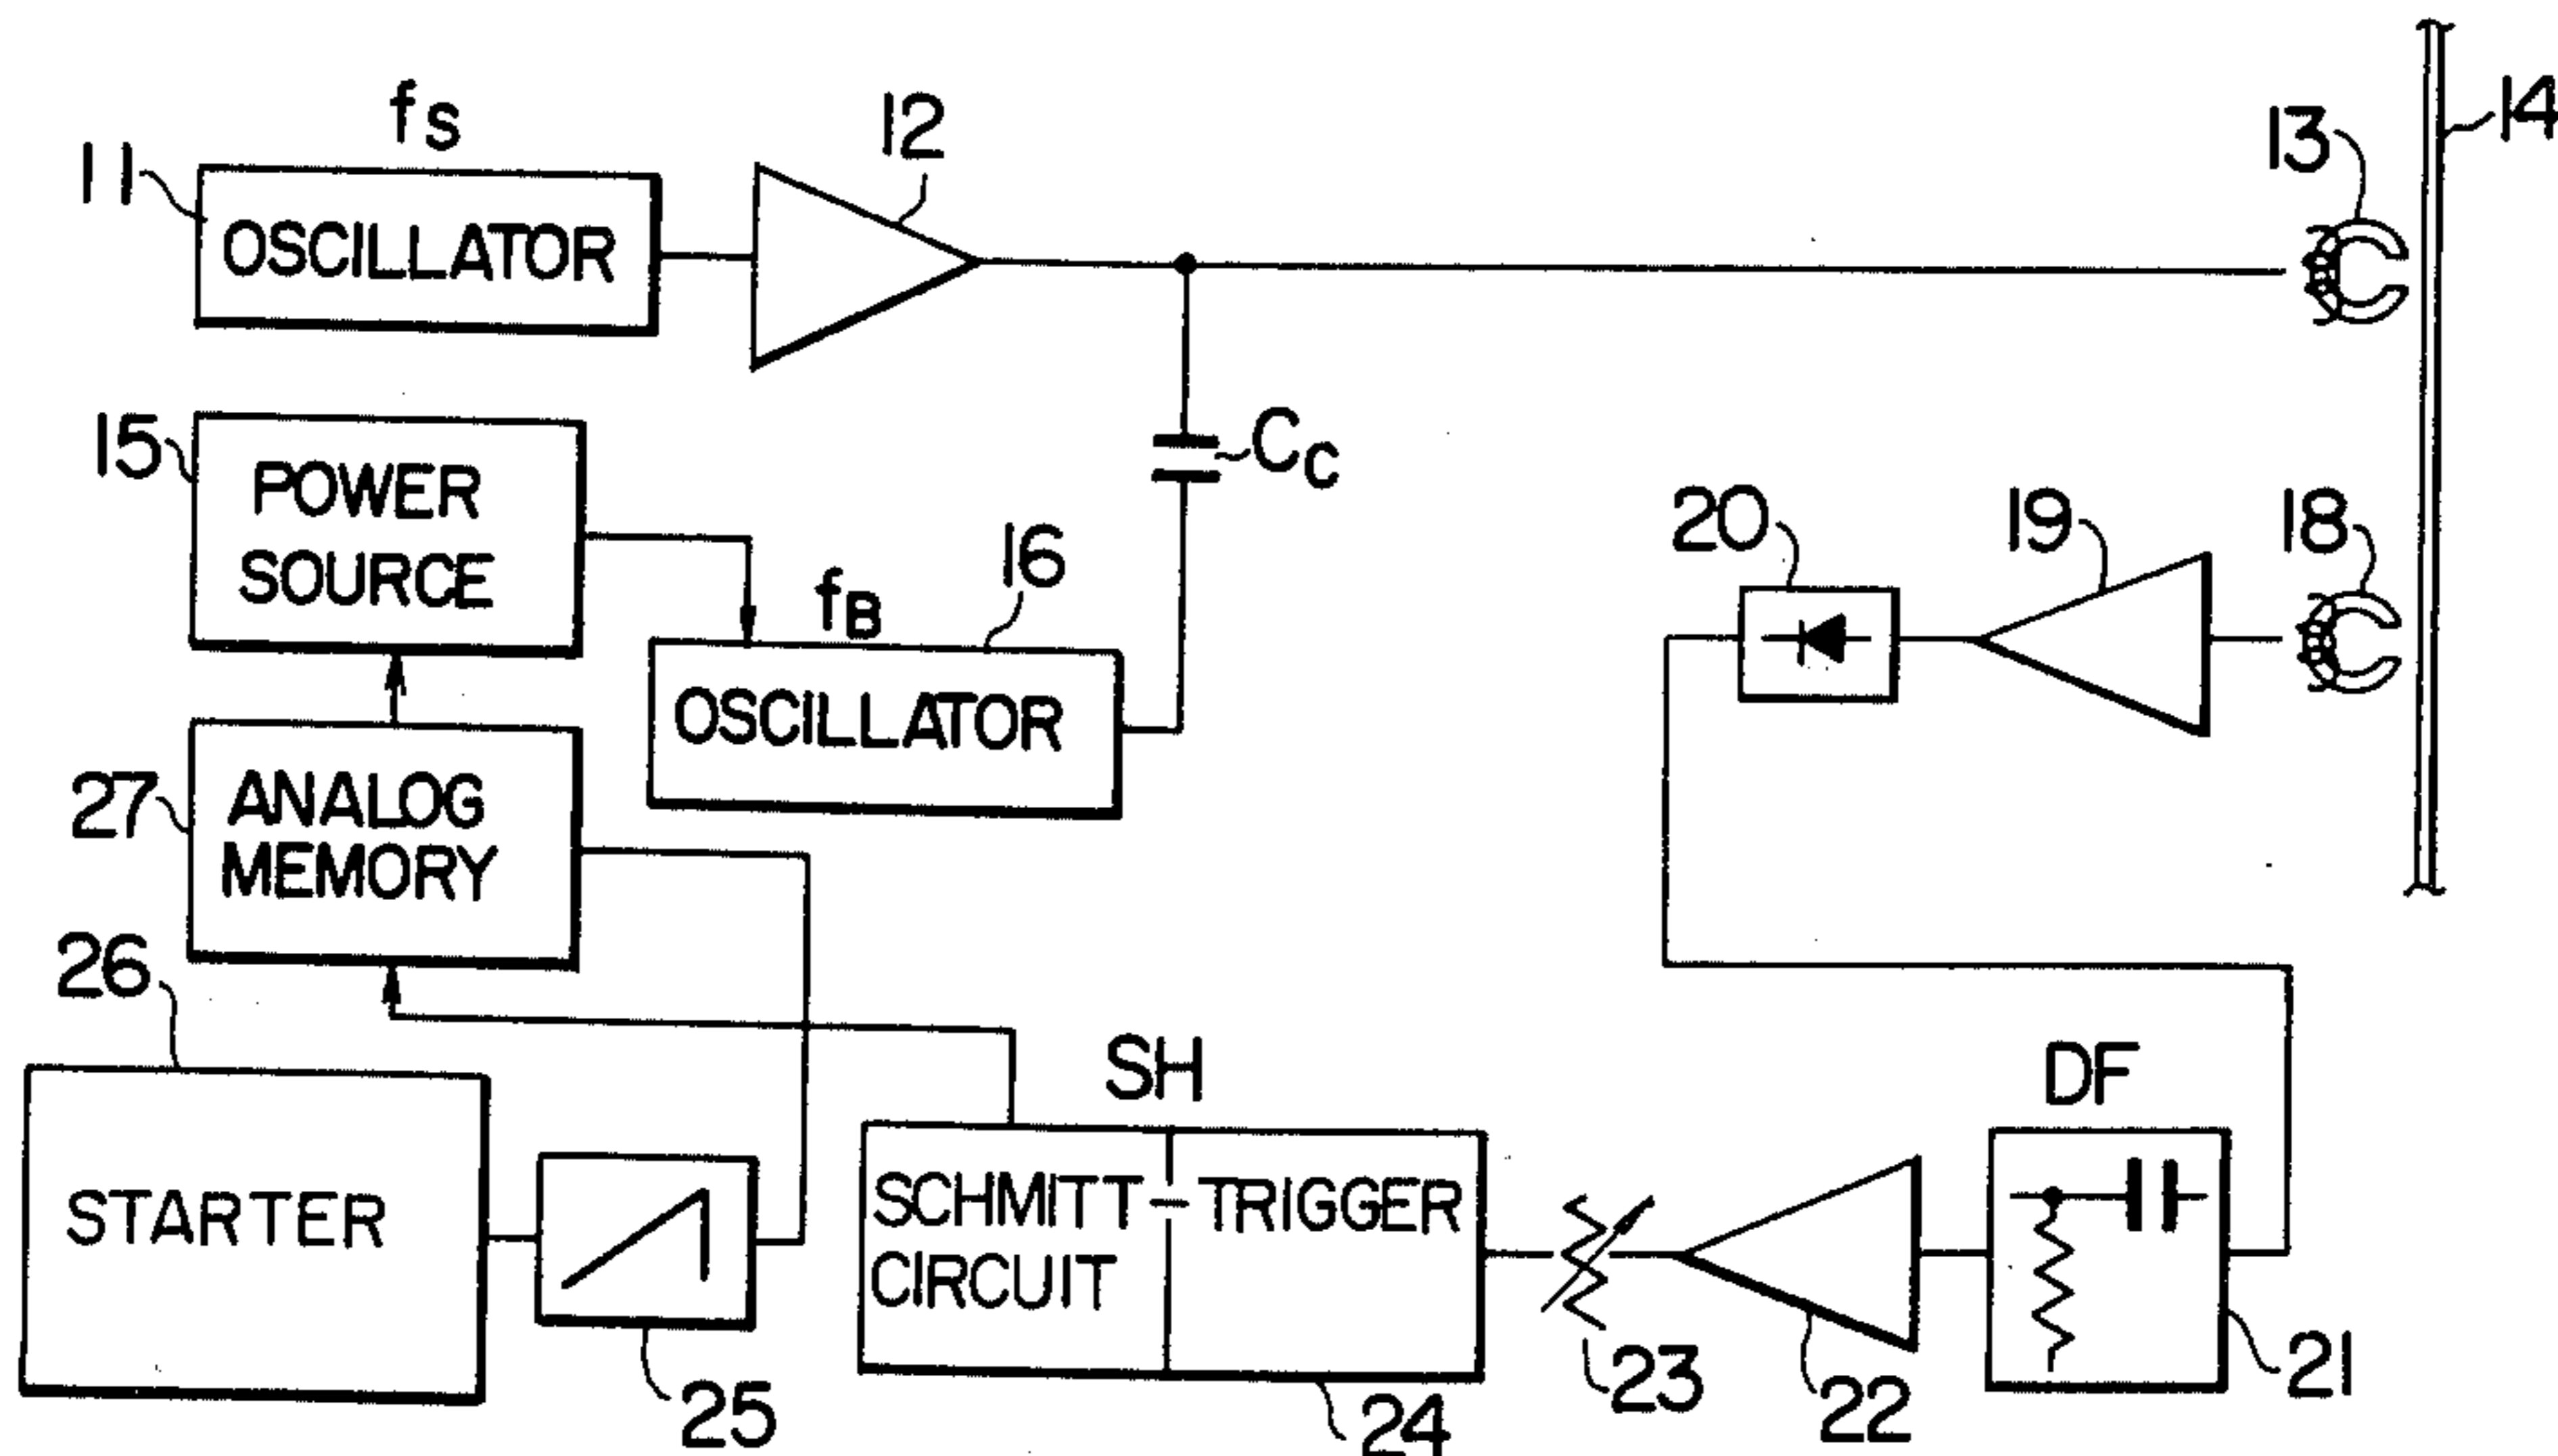 fS
11
OSCILLATOR
12
13
14
15
POWER
SOURCE
CC
fB
16
OSCILLATOR
20
19
18
27
ANALOG
MEMORY
26
STARTER
25
SH
SCHMITT-TRIGGER
CIRCUIT
24
23
22
DF
21